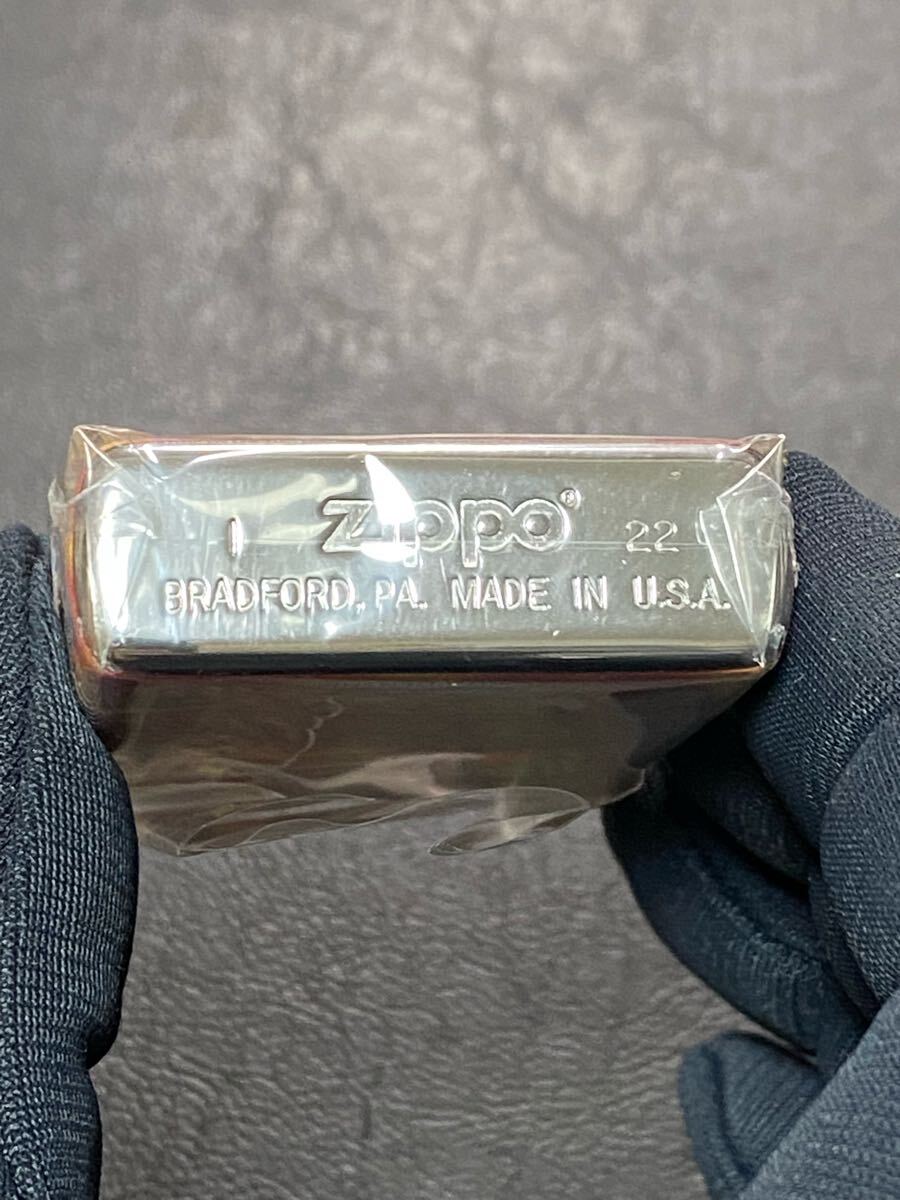 I Zippo® 22
BRADFORD, PA. MADE IN U.S.A.